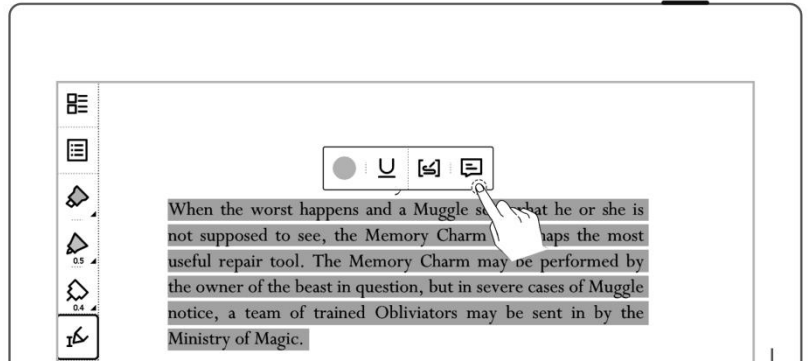 U
When the worst happens and a Muggle he or she is
not supposed to see, the Memory Charm the most
useful repair tool. The Memory Charm may be performed by
the owner of the beast in question, but in severe cases of Muggle
0.5
notice, a team of trained Obliviators may be sent in by the
0.4
Ministry of Magic.
I